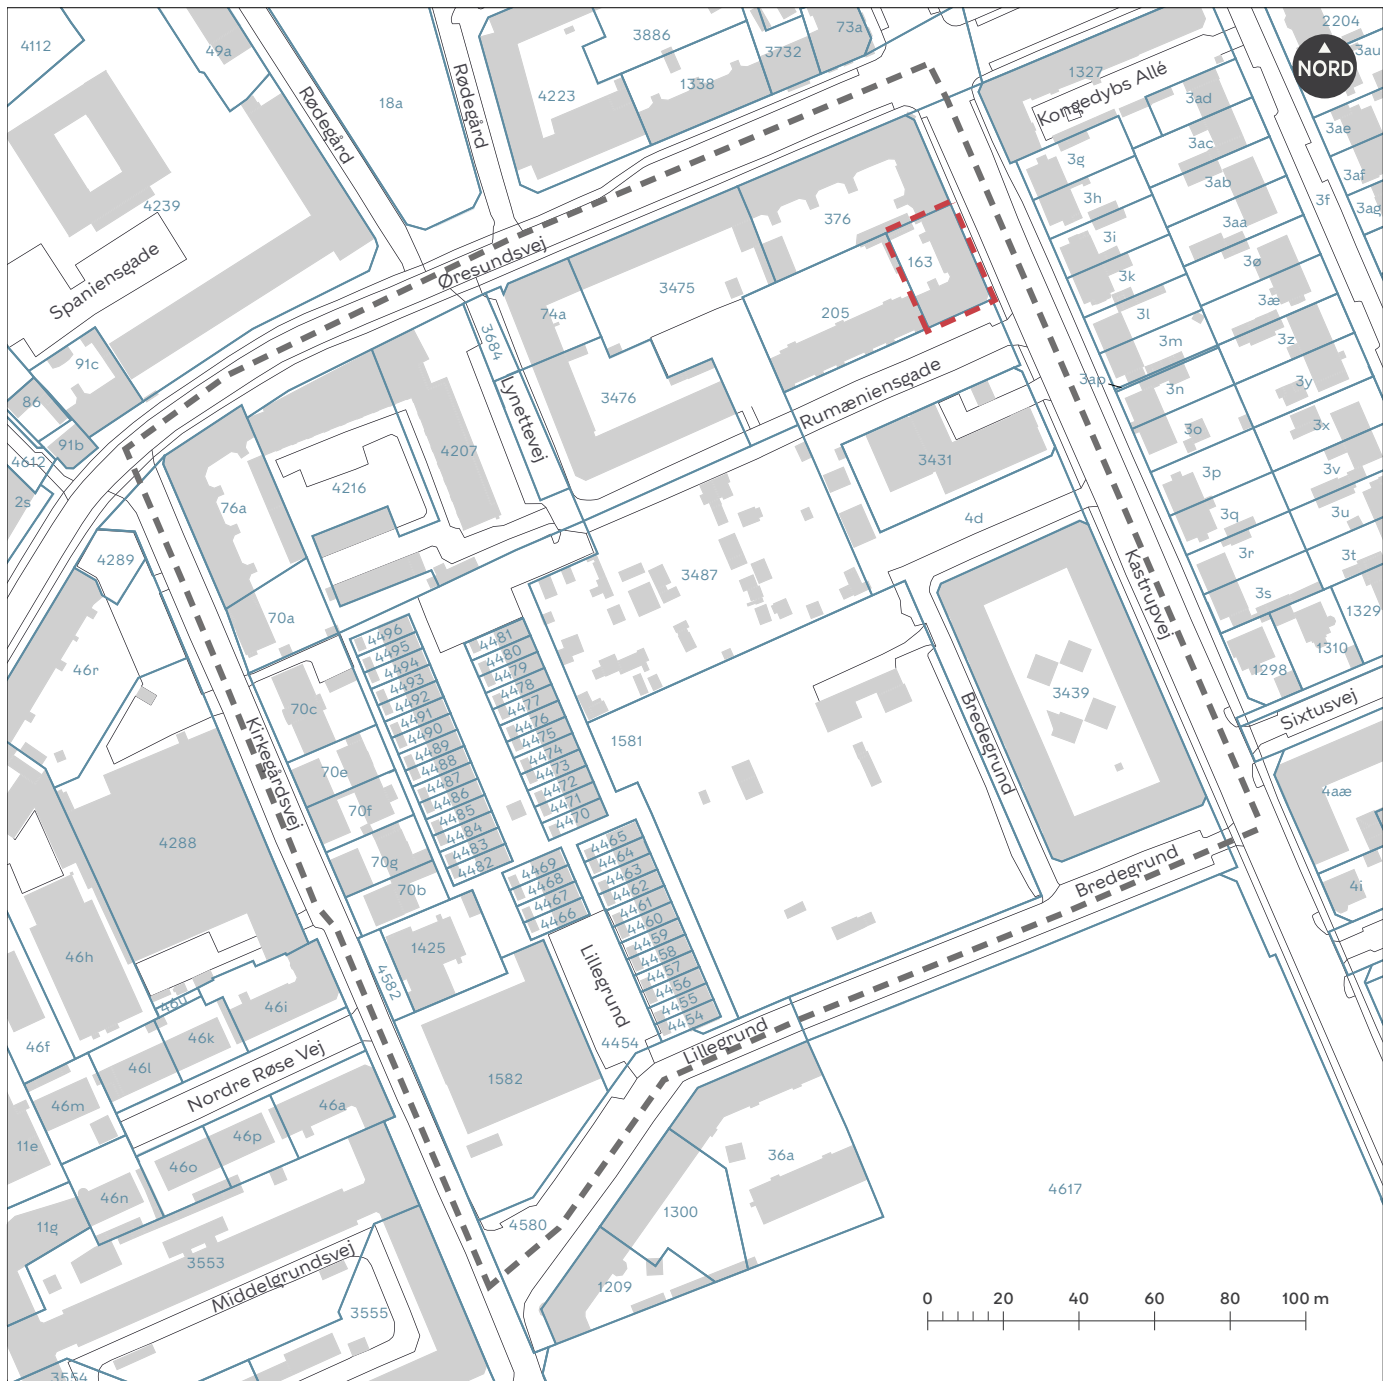 4112
49a
18a
4223
3886
1338
3732
73a
1327
2204
3au
NORD
Rødegård
Rødegård
Kongedybs Allé
3ad
3ac
3ab
3aa
3ae
3af
3ag
3f
3g
3h
3i
3k
3l
3m
3n
3o
3p
3q
3r
3s
3ø
3æ
3z
3y
3x
3v
3u
3t
3ap
1329
1310
1298
4239
Spaniensgade
Øresundsvej
376
163
205
3475
3476
74a
3684
Lynettevej
Rumæniensgade
91c
86
91b
4612
2s
4289
76a
4216
4207
3431
4d
3487
70a
46r
Kirkegårdsvej
70c
70e
70f
70g
70b
4496
4495
4494
4493
4492
4491
4490
4489
4488
4487
4486
4485
4484
4483
4482
4481
4480
4479
4478
4477
4476
4475
4474
4473
4472
4471
4470
4469
4468
4467
4466
4465
4464
4463
4462
4461
4460
4459
4458
4457
4456
4455
4454
1581
Kastrupvej
3439
Bredegrund
Bredegrund
Sixtusvej
4aæ
4i
4288
46h
46u
46i
46k
46l
46f
46m
11e
Nordre Røse Vej
46a
46p
46o
46n
11g
1425
4582
1582
Lillegrund
4454
Lillegrund
36a
1300
1209
4580
4617
3553
Middelgrundsvej
3555
3554
0 20 40 60 80 100 m